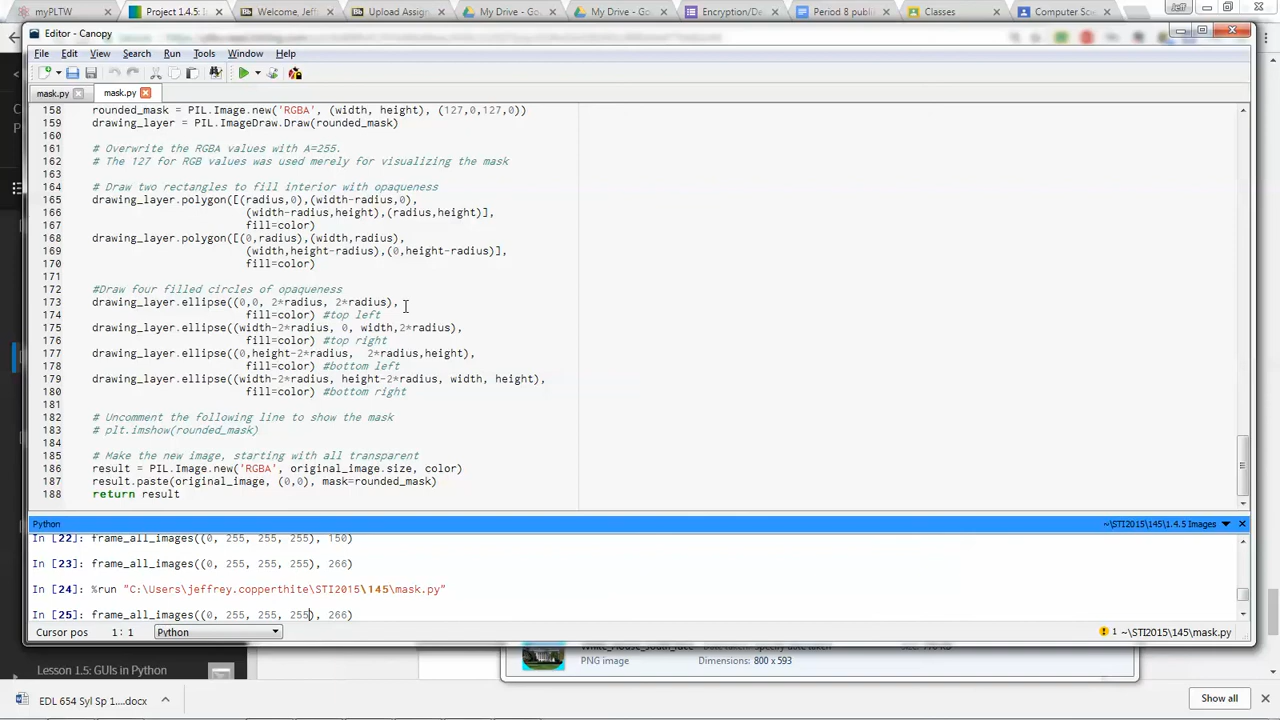 myPLTW
Project 1.4.5: Im
Welcome, Jeff
Upload Assign
My Drive - Go
My Drive - Go
Encryption/De
Period 8 publi
Classes
Computer Sci
Jeff
Editor - Canopy
File Edit View Search Run Tools Window Help
mask.py
mask.py
158 rounded_mask = PIL.Image.new('RGBA', (width, height), (127,0,127,0))
159 drawing_layer = PIL.ImageDraw.Draw(rounded_mask)
160
161 # Overwrite the RGBA values with A=255.
162 # The 127 for RGB values was used merely for visualizing the mask
163
164 # Draw two rectangles to fill interior with opaqueness
165 drawing_layer.polygon([(radius,0),(width-radius,0),
166 (width-radius,height),(radius,height)],
167 fill=color)
168 drawing_layer.polygon([(0,radius),(width,radius),
169 (width,height-radius),(0,height-radius)],
170 fill=color)
171
172 #Draw four filled circles of opaqueness
173 drawing_layer.ellipse((0,0, 2*radius, 2*radius),
174 fill=color) #top left
175 drawing_layer.ellipse((width-2*radius, 0, width,2*radius),
176 fill=color) #top right
177 drawing_layer.ellipse((0,height-2*radius,  2*radius,height),
178 fill=color) #bottom left
179 drawing_layer.ellipse((width-2*radius, height-2*radius, width, height),
180 fill=color) #bottom right
181
182 # Uncomment the following line to show the mask
183 # plt.imshow(rounded_mask)
184
185 # Make the new image, starting with all transparent
186 result = PIL.Image.new('RGBA', original_image.size, color)
187 result.paste(original_image, (0,0), mask=rounded_mask)
188 return result
Python ~\STI2015\145\1.4.5 Images
In [22]: frame_all_images((0, 255, 255, 255), 150)
In [23]: frame_all_images((0, 255, 255, 255), 266)
In [24]: %run "C:\Users\jeffrey.copperthite\STI2015\145\mask.py"
In [25]: frame_all_images((0, 255, 255, 255), 266)
Cursor pos 1 : 1 Python 1 ~\STI2015\145\mask.py
PNG image Dimensions: 800 x 593
Lesson 1.5: GUIs in Python
EDL 654 Syl Sp 1....docx
Show all